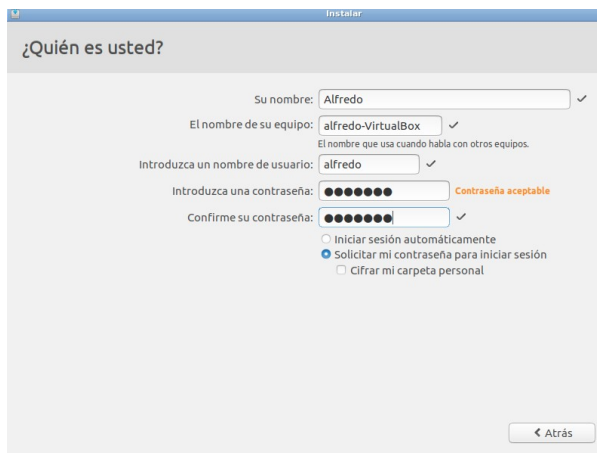 Instalar
¿Quién es usted?
Su nombre: Alfredo
El nombre de su equipo: alfredo-VirtualBox
El nombre que usa cuando habla con otros equipos.
Introduzca un nombre de usuario: alfredo
Introduzca una contraseña: ●●●●●●● Contraseña aceptable
Confirme su contraseña: ●●●●●●●
Iniciar sesión automáticamente
Solicitar mi contraseña para iniciar sesión
Cifrar mi carpeta personal
Atrás